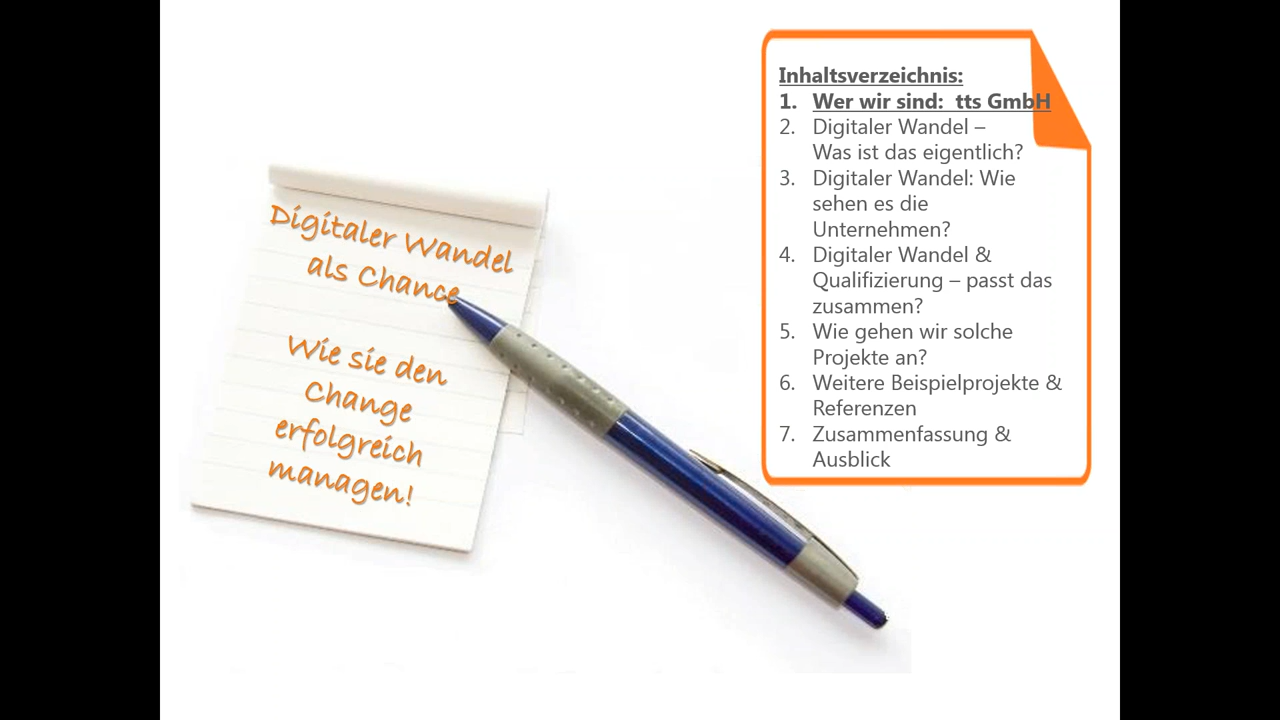 Digitaler Wandel
als Chance
Wie sie den
Change
erfolgreich
managen!
Inhaltsverzeichnis:
1. Wer wir sind: tts GmbH
2. Digitaler Wandel –
Was ist das eigentlich?
3. Digitaler Wandel: Wie
sehen es die
Unternehmen?
4. Digitaler Wandel &
Qualifizierung – passt das
zusammen?
5. Wie gehen wir solche
Projekte an?
6. Weitere Beispielprojekte &
Referenzen
7. Zusammenfassung &
Ausblick